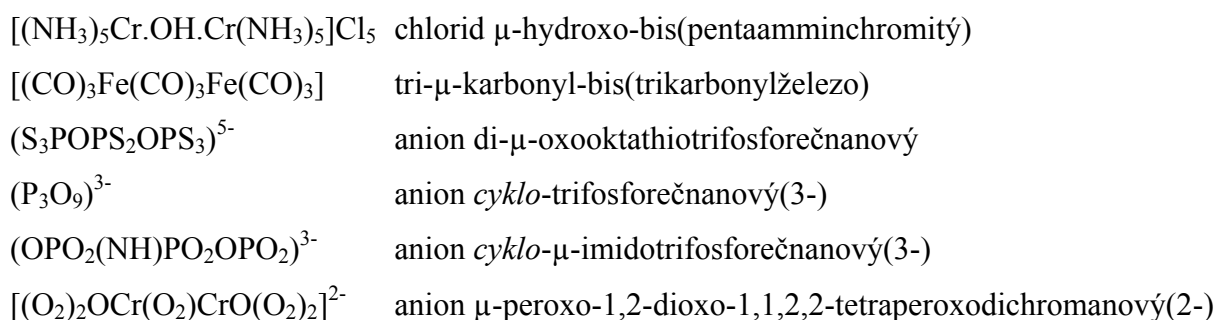 [(NH₃)₅Cr.OH.Cr(NH₃)₅]Cl₅ chlorid µ-hydroxo-bis(pentaamminchromitý)
[(CO)₃Fe(CO)₃Fe(CO)₃] tri-µ-karbonyl-bis(trikarbonylželezo)
(S₃POPS₂OPS₃)⁵⁻ anion di-µ-oxooktathiotrifosforečnanový
(P₃O₉)³⁻ anion cyklo-trifosforečnanový(3-)
(OPO₂(NH)PO₂OPO₂)³⁻ anion cyklo-µ-imidotrifosforečnanový(3-)
[(O₂)₂OCr(O₂)CrO(O₂)₂]²⁻ anion µ-peroxo-1,2-dioxo-1,1,2,2-tetraperoxodichromanový(2-)